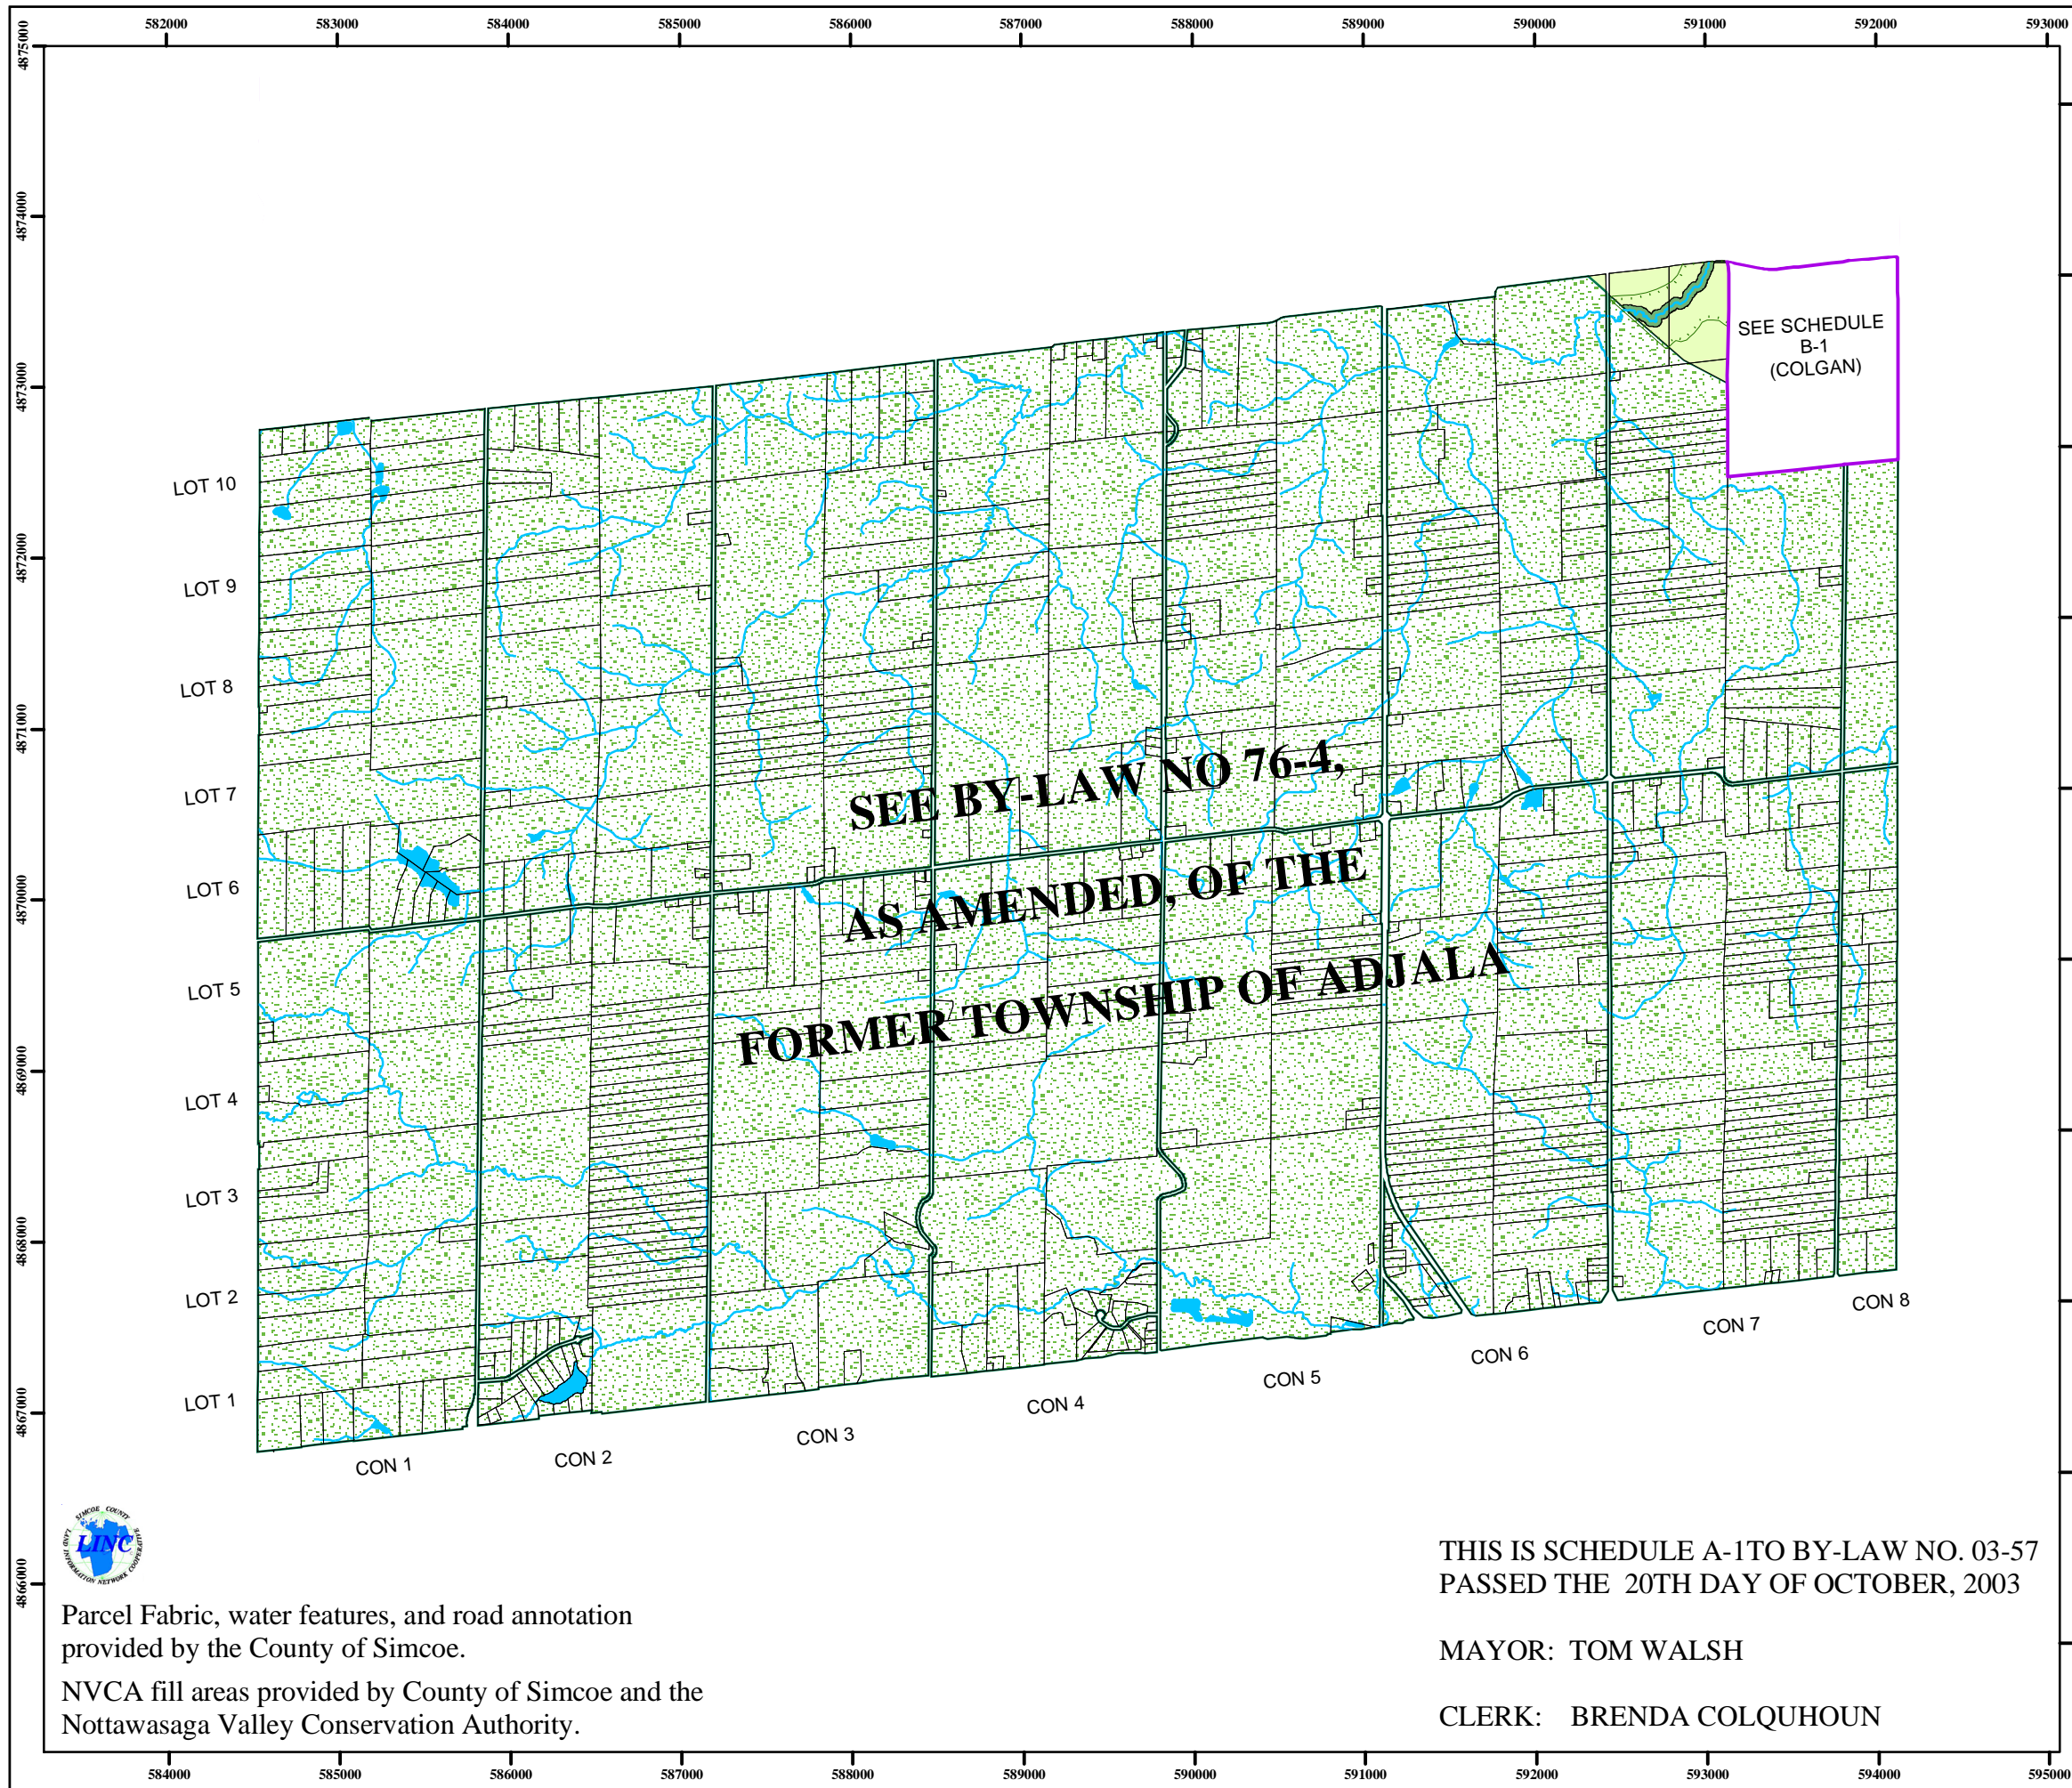 582000 583000 584000 585000 586000 587000 588000 589000 590000 591000 592000 593000
4875000
4874000
4873000
4872000
4871000
4870000
4869000
4868000
4867000
4866000
SEE SCHEDULE
B-1
(COLGAN)
LOT 10
LOT 9
LOT 8
LOT 7
LOT 6
LOT 5
LOT 4
LOT 3
LOT 2
LOT 1
SEE BY-LAW NO 76-4,
AS AMENDED, OF THE
FORMER TOWNSHIP OF ADJALA
CON 1
CON 2
CON 3
CON 4
CON 5
CON 6
CON 7
CON 8
SIMCOE COUNTY
LINC
LAND INFORMATION NETWORK COOPERATIVE
Parcel Fabric, water features, and road annotation
provided by the County of Simcoe.
NVCA fill areas provided by County of Simcoe and the
Nottawasaga Valley Conservation Authority.
THIS IS SCHEDULE A-1TO BY-LAW NO. 03-57
PASSED THE 20TH DAY OF OCTOBER, 2003
MAYOR: TOM WALSH
CLERK: BRENDA COLQUHOUN
584000 585000 586000 587000 588000 589000 590000 591000 592000 593000 594000 595000